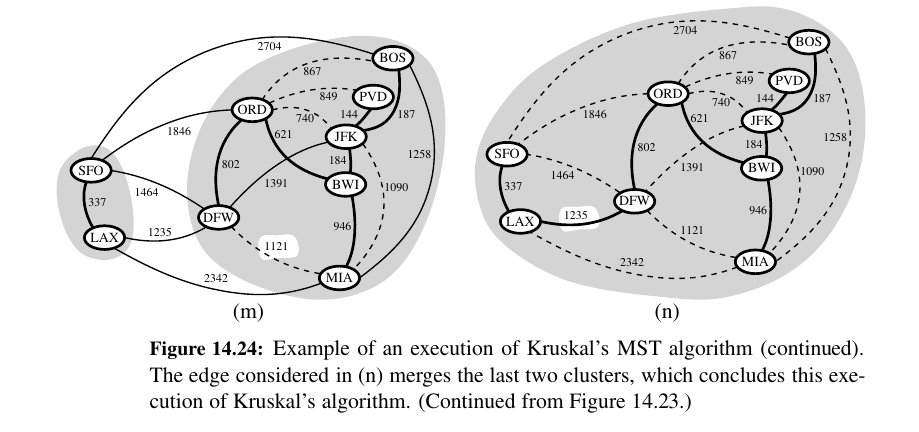 2704
BOS
867
PVD
849
ORD
144
740
187
1846
621
JFK
1258
802
184
SFO
1464
1391
BWI
1090
337
DFW
946
LAX
1235
1121
2342
MIA
(m)
2704
BOS
867
849
PVD
ORD
740
144
187
1846
621
JFK
1258
802
184
SFO
1391
BWI
1090
1464
337
DFW
946
LAX
1235
1121
2342
MIA
(n)
Figure 14.24: Example of an execution of Kruskal's MST algorithm (continued).
The edge considered in (n) merges the last two clusters, which concludes this exe-
cution of Kruskal's algorithm. (Continued from Figure 14.23.)